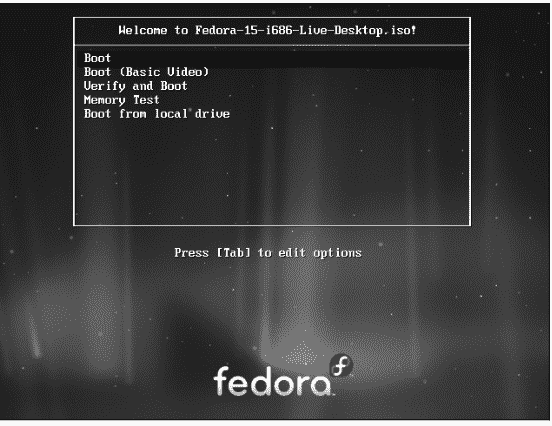 Welcome to Fedora-15-i686-Live-Desktop.iso!
Boot
Boot (Basic Video)
Verify and Boot
Memory Test
Boot from local drive
Press [Tab] to edit options
fedora